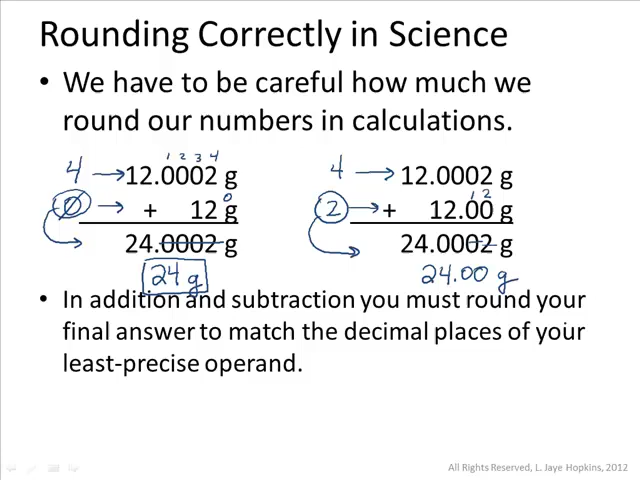 Rounding Correctly in Science
• We have to be careful how much we
round our numbers in calculations.
1 2 3 4
4 → 12.0002 g
0
0 → + 12 g
24.0002 g
24 g
4 → 12.0002 g
1 2
2 → + 12.00 g
24.0002 g
24.00 g
• In addition and subtraction you must round your
final answer to match the decimal places of your
least-precise operand.
All Rights Reserved, L. Jaye Hopkins, 2012